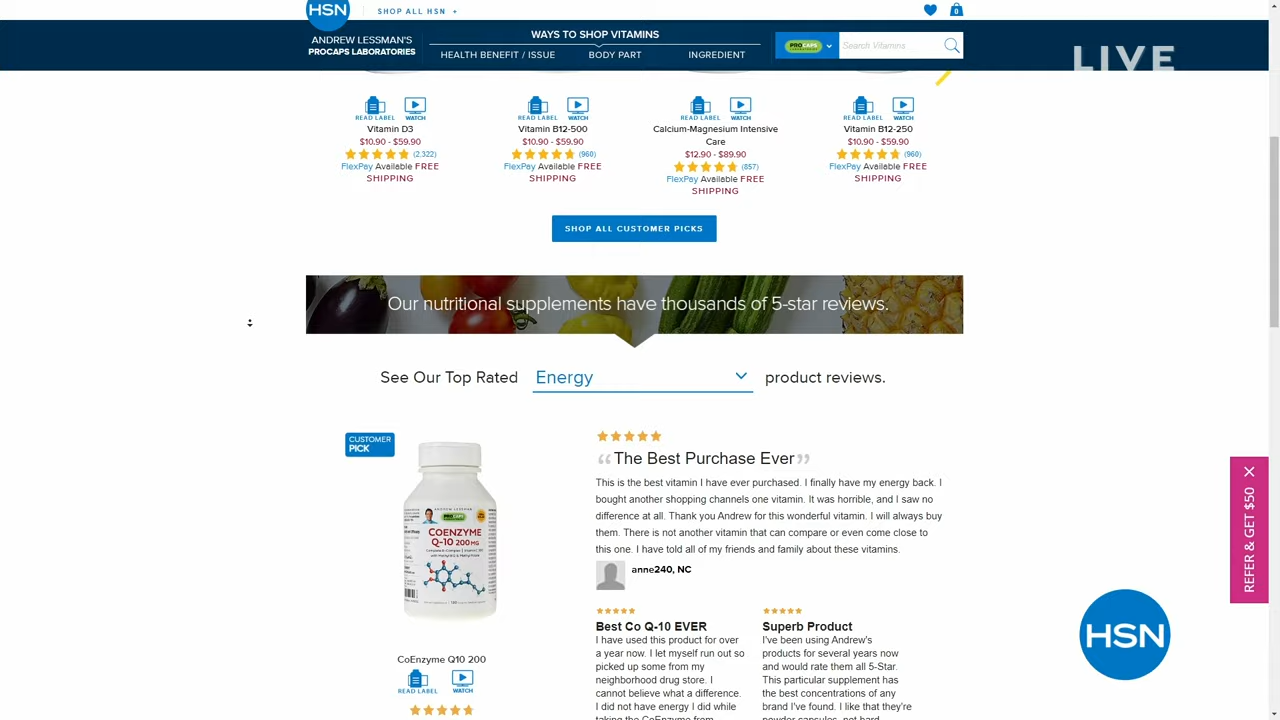 HSN
SHOP ALL HSN +
0
ANDREW LESSMAN'S
PROCAPS LABORATORIES
WAYS TO SHOP VITAMINS
HEALTH BENEFIT / ISSUE
BODY PART
INGREDIENT
PROCAPS
Search Vitamins
LIVE
READ LABEL
WATCH
READ LABEL
WATCH
READ LABEL
WATCH
READ LABEL
WATCH
Vitamin D3
$10.90 - $59.90
(2,322)
FlexPay Available FREE
SHIPPING
Vitamin B12-500
$10.90 - $59.90
(960)
FlexPay Available FREE
SHIPPING
Calcium-Magnesium Intensive
Care
$12.90 - $89.90
(857)
FlexPay Available FREE
SHIPPING
Vitamin B12-250
$10.90 - $59.90
(960)
FlexPay Available FREE
SHIPPING
SHOP ALL CUSTOMER PICKS
Our nutritional supplements have thousands of 5-star reviews.
See Our Top Rated Energy product reviews.
CUSTOMER
PICK
ANDREW LESSMAN
PROCAPS
COENZYME
Q-10 200 MG
CoEnzyme Q10 200
READ LABEL
WATCH
“The Best Purchase Ever”
This is the best vitamin I have ever purchased. I finally have my energy back. I
bought another shopping channels one vitamin. It was horrible, and I saw no
difference at all. Thank you Andrew for this wonderful vitamin. I will always buy
them. There is not another vitamin that can compare or even come close to
this one. I have told all of my friends and family about these vitamins.
anne240, NC
Best Co Q-10 EVER
I have used this product for over
a year now. I let myself run out so
picked up some from my
neighborhood drug store. I
cannot believe what a difference.
I did not have energy I did while
taking the CoEnzyme from
Superb Product
I've been using Andrew's
products for several years now
and would rate them all 5-Star.
This particular supplement has
the best concentrations of any
brand I've found. I like that they're
powder capsules, not hard
REFER & GET $50
HSN